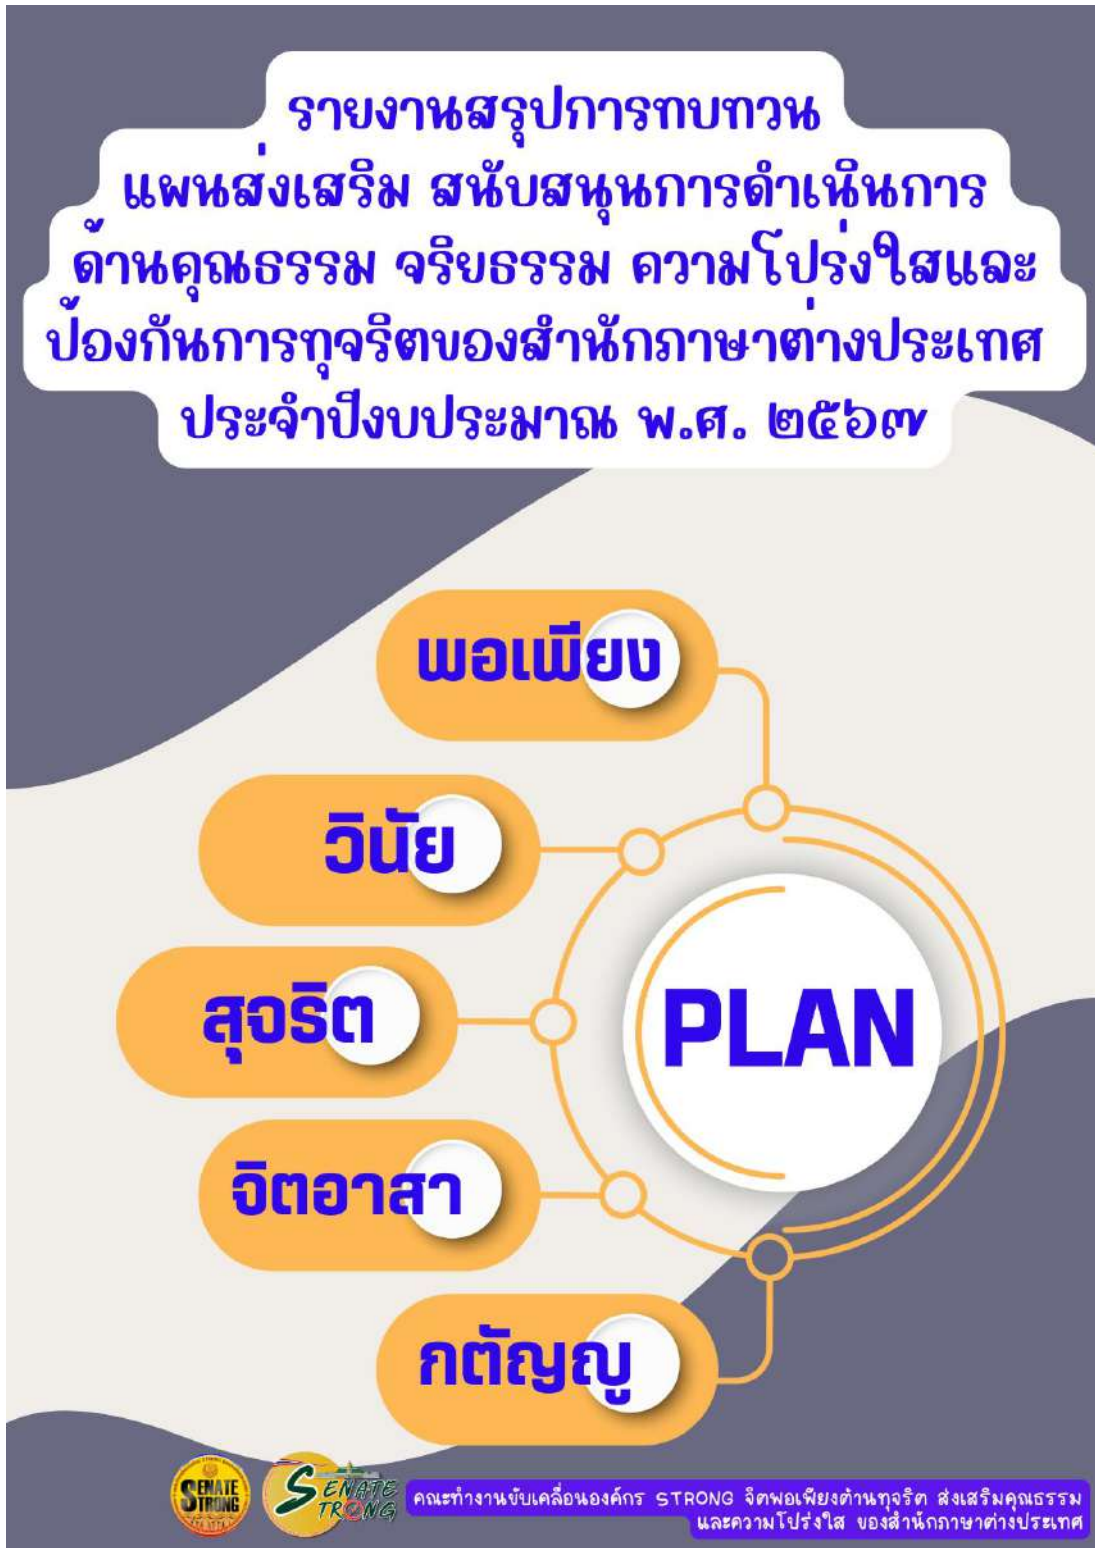 รายงานสรุปการทบทวน
แผนส่งเสริม สนับสนุนการดำเนินการ
ด้านคุณธรรม จริยธรรม ความโปร่งใสและ
ป้องกันการทุจริตของสำนักภาษาต่างประเทศ
ประจำปีงบประมาณ พ.ศ. ๒๕๖๗
พอเพียง
วินัย
สุจริต
PLAN
จิตอาสา
กตัญญู
SENATE
STRONG
SENATE
STRONG
คณะทำงานขับเคลื่อนองค์กร STRONG จิตพอเพียงต้านทุจริต ส่งเสริมคุณธรรม
และความโปร่งใส ของสำนักภาษาต่างประเทศ